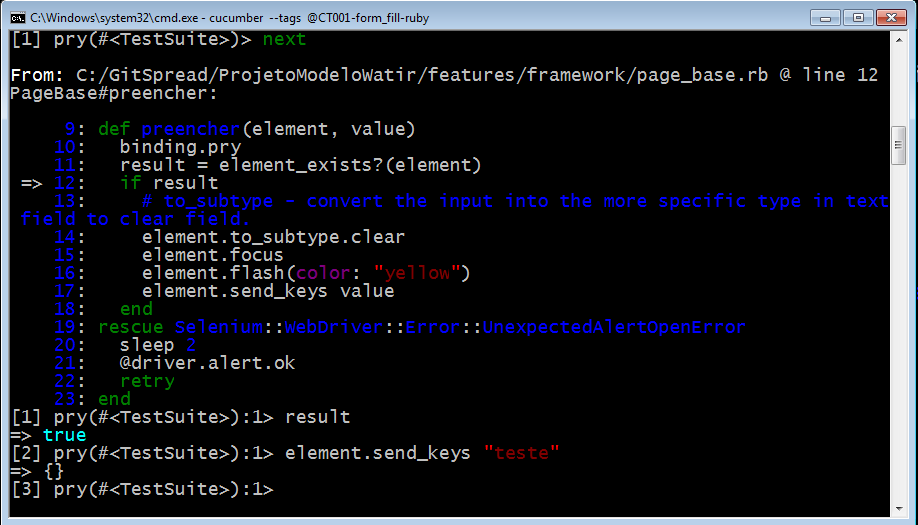 C:\Windows\system32\cmd.exe - cucumber --tags @CT001-form_fill-ruby
[1] pry(#<TestSuite>)> next
From: C:/GitSpread/ProjetoModeloWatir/features/framework/page_base.rb @ line 12
PageBase#preencher:
9: def preencher(element, value)
10: binding.pry
11: result = element_exists?(element)
=> 12: if result
13: # to_subtype - convert the input into the more specific type in text
field to clear field.
14: element.to_subtype.clear
15: element.focus
16: element.flash(color: "yellow")
17: element.send_keys value
18: end
19: rescue Selenium::WebDriver::Error::UnexpectedAlertOpenError
20: sleep 2
21: @driver.alert.ok
22: retry
23: end
[1] pry(#<TestSuite>):1> result
=> true
[2] pry(#<TestSuite>):1> element.send_keys "teste"
=> {}
[3] pry(#<TestSuite>):1>